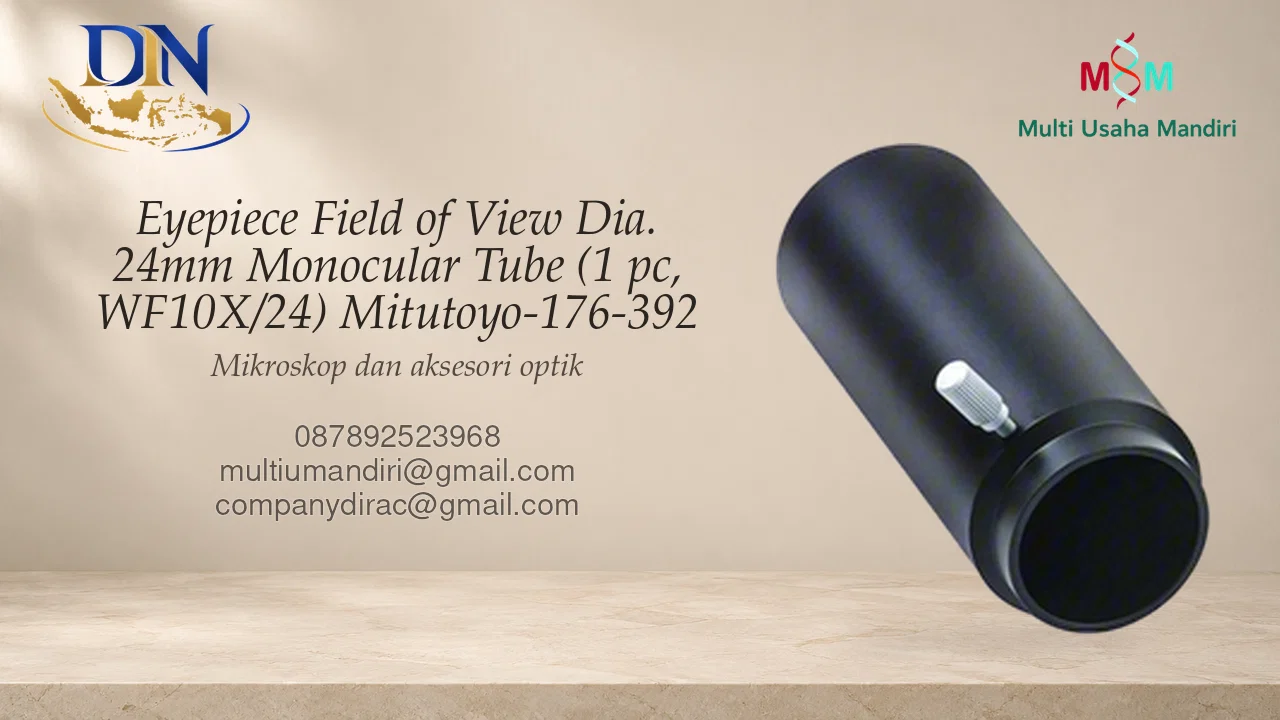 DN
M M
Multi Usaha Mandiri
Eyepiece Field of View Dia.
24mm Monocular Tube (1 pc,
WF10X/24) Mitutoyo-176-392
Mikroskop dan aksesori optik
087892523968
multiumandiri@gmail.com
companydirac@gmail.com